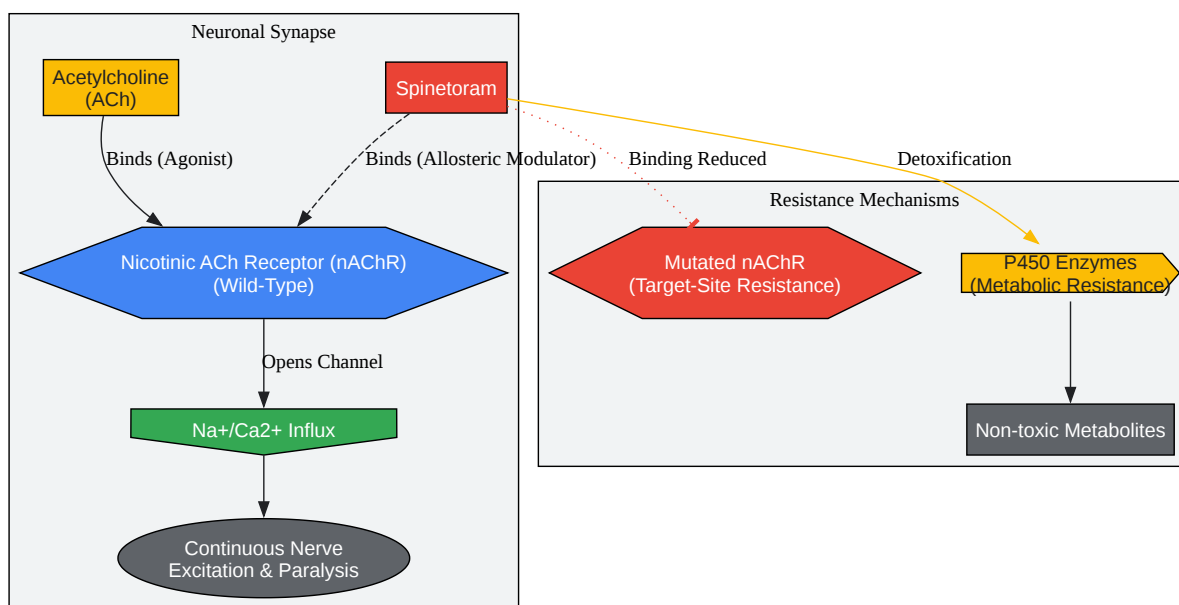 Neuronal Synapse
Acetylcholine
(ACh)
Spinetoram
Binds (Agonist)
Binds (Allosteric Modulator)
Binding Reduced
Detoxification
Resistance Mechanisms
Nicotinic ACh Receptor (nAChR)
(Wild-Type)
Mutated nAChR
(Target-Site Resistance)
P450 Enzymes
(Metabolic Resistance)
Opens Channel
Na+/Ca2+ Influx
Non-toxic Metabolites
Continuous Nerve
Excitation & Paralysis